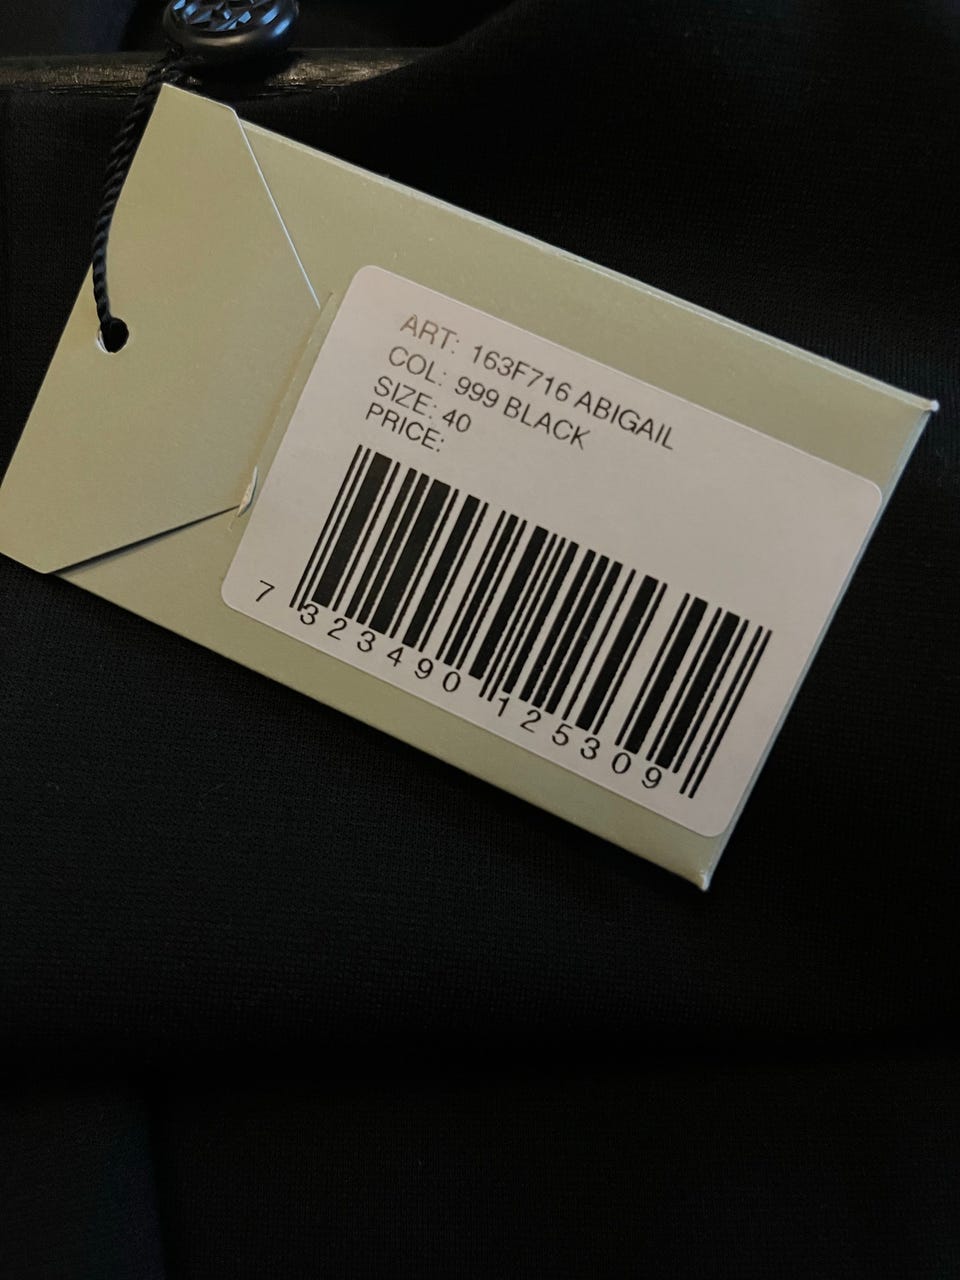 ART: 163F716 ABIGAIL
COL: 999 BLACK
SIZE: 40
PRICE:
7 323490 125309